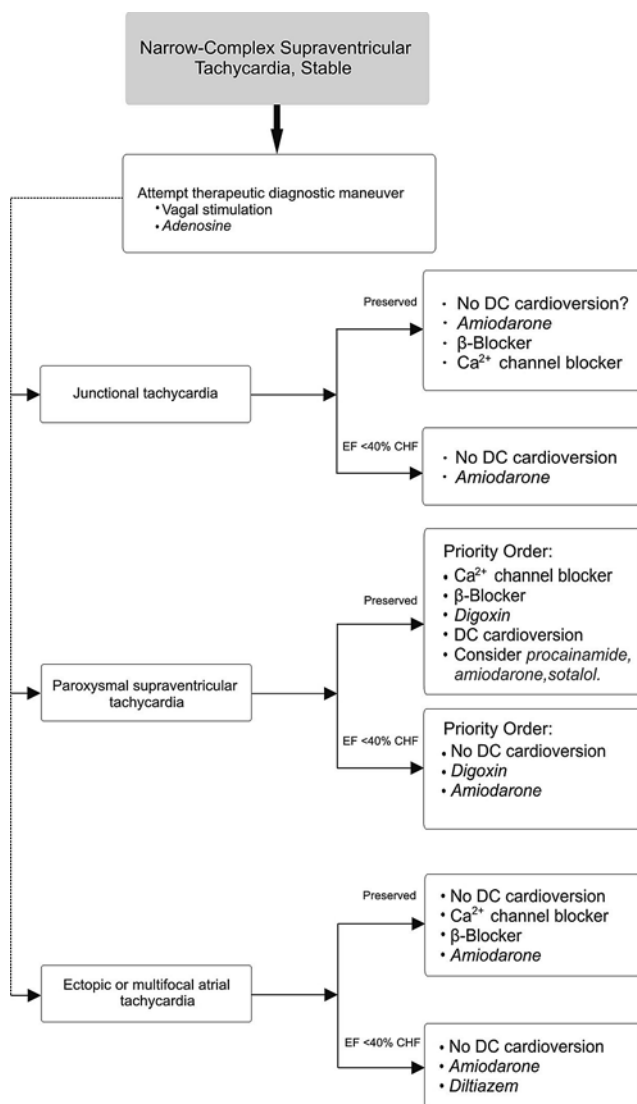 Narrow-Complex Supraventricular
Tachycardia, Stable
Attempt therapeutic diagnostic maneuver
• Vagal stimulation
• Adenosine
Junctional tachycardia
Preserved
· No DC cardioversion?
· Amiodarone
· β-Blocker
· Ca²⁺ channel blocker
EF <40% CHF
· No DC cardioversion
· Amiodarone
Paroxysmal supraventricular
tachycardia
Preserved
Priority Order:
• Ca²⁺ channel blocker
• β-Blocker
• Digoxin
• DC cardioversion
• Consider procainamide,
amiodarone,sotalol.
EF <40% CHF
Priority Order:
• No DC cardioversion
• Digoxin
• Amiodarone
Ectopic or multifocal atrial
tachycardia
Preserved
• No DC cardioversion
• Ca²⁺ channel blocker
• β-Blocker
• Amiodarone
EF <40% CHF
• No DC cardioversion
• Amiodarone
• Diltiazem